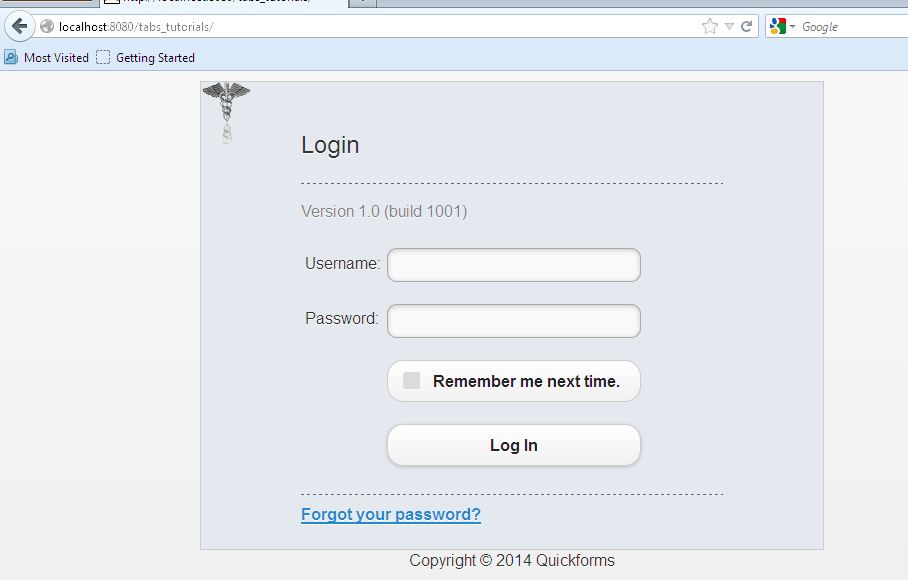 localhost:8080/tabs_tutorials/
Google
Most Visited Getting Started
Login
Version 1.0 (build 1001)
Username:
Password:
Remember me next time.
Log In
Forgot your password?
Copyright © 2014 Quickforms